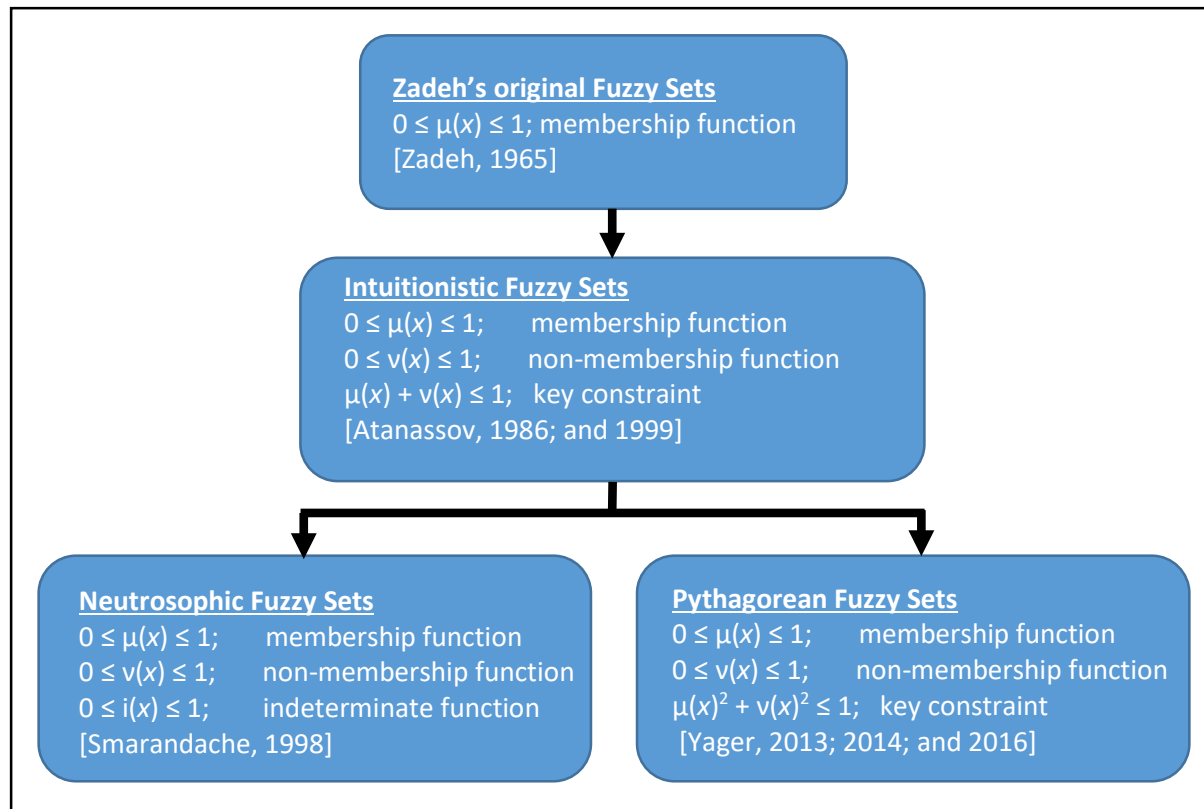 Zadeh’s original Fuzzy Sets
0 ≤ µ(x) ≤ 1; membership function
[Zadeh, 1965]
Intuitionistic Fuzzy Sets
0 ≤ µ(x) ≤ 1; membership function
0 ≤ ν(x) ≤ 1; non-membership function
µ(x) + ν(x) ≤ 1; key constraint
[Atanassov, 1986; and 1999]
Neutrosophic Fuzzy Sets
0 ≤ µ(x) ≤ 1; membership function
0 ≤ ν(x) ≤ 1; non-membership function
0 ≤ i(x) ≤ 1; indeterminate function
[Smarandache, 1998]
Pythagorean Fuzzy Sets
0 ≤ µ(x) ≤ 1; membership function
0 ≤ ν(x) ≤ 1; non-membership function
µ(x)² + ν(x)² ≤ 1; key constraint
[Yager, 2013; 2014; and 2016]